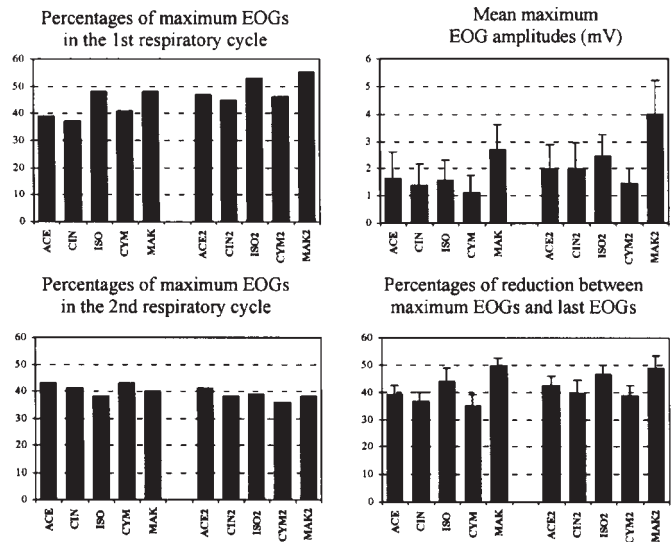 Percentages of maximum EOGs
in the 1st respiratory cycle
60
50
40
30
20
10
0
ACE CIN ISO CYM MAK ACE2 CIN2 ISO2 CYM2 MAK2
Mean maximum
EOG amplitudes (mV)
6
5
4
3
2
1
0
ACE CIN ISO CYM MAK ACE2 CIN2 ISO2 CYM2 MAK2
Percentages of maximum EOGs
in the 2nd respiratory cycle
60
50
40
30
20
10
0
ACE CIN ISO CYM MAK ACE2 CIN2 ISO2 CYM2 MAK2
Percentages of reduction between
maximum EOGs and last EOGs
60
50
40
30
20
10
0
ACE CIN ISO CYM MAK ACE2 CIN2 ISO2 CYM2 MAK2